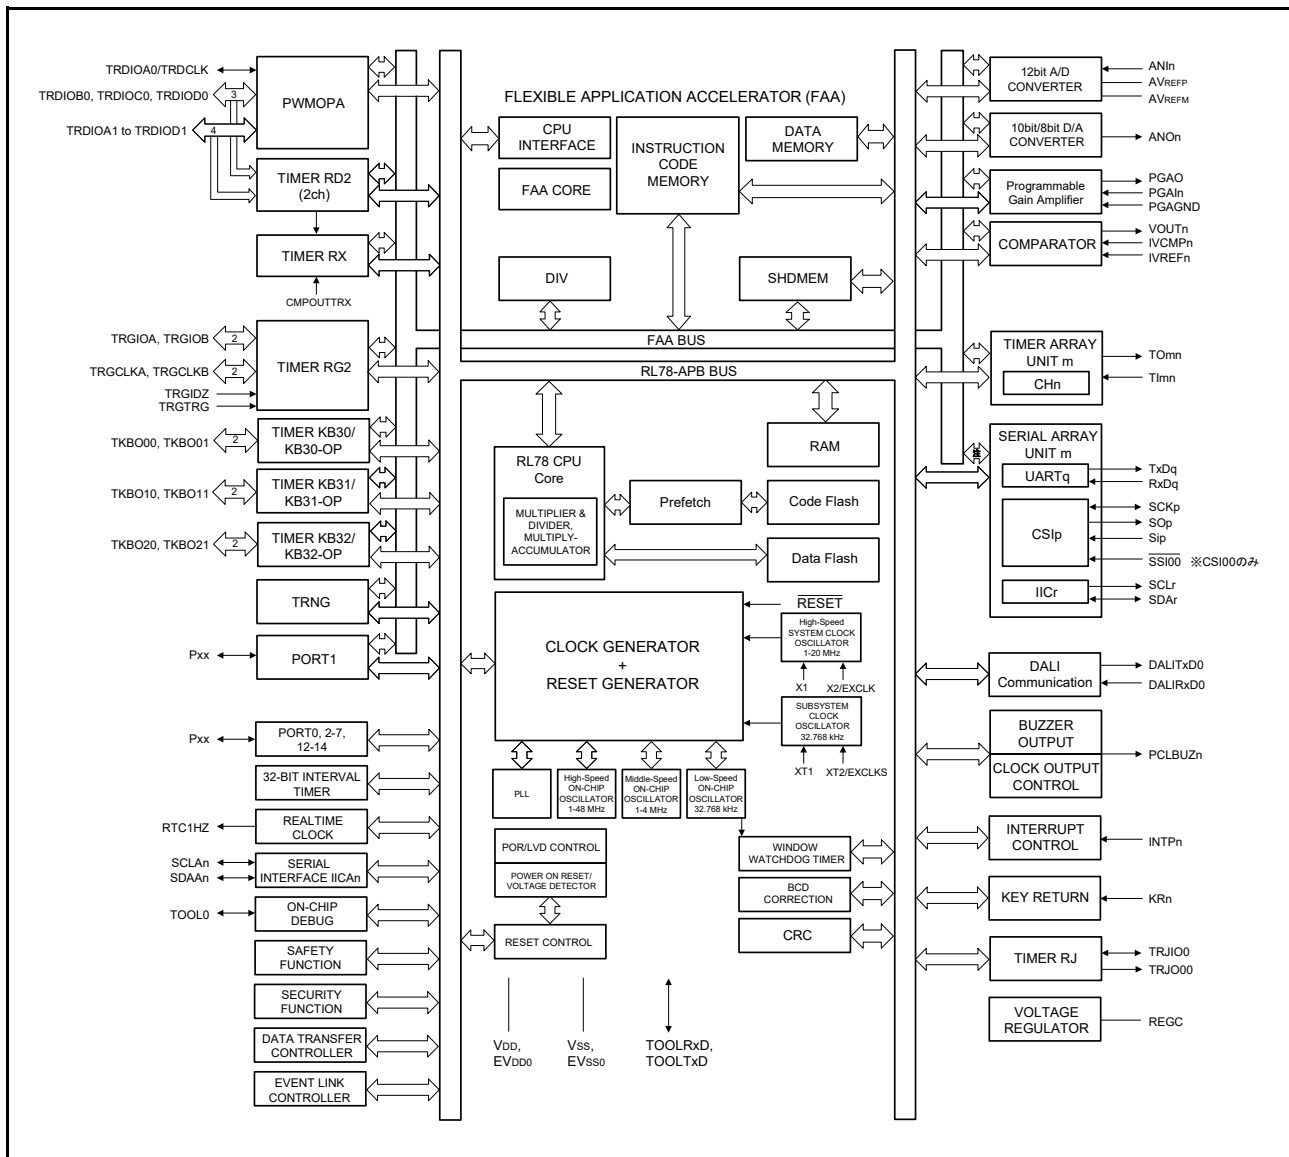 TRDIOA0/TRDCLK
TRDIOB0, TRDIOC0, TRDIOD0
3
TRDIOA1 to TRDIOD1
4
PWMOPA
TIMER RD2
(2ch)
TIMER RX
CMPOUTTRX
TRGIOA, TRGIOB
2
TRGCLKA, TRGCLKB
2
TRGIDZ
TRGTRG
TIMER RG2
TKBO00, TKBO01
2
TIMER KB30/
KB30-OP
TKBO10, TKBO11
2
TIMER KB31/
KB31-OP
TKBO20, TKBO21
2
TIMER KB32/
KB32-OP
TRNG
Pxx
PORT1
Pxx
PORT0, 2-7,
12-14
32-BIT INTERVAL
TIMER
RTC1HZ
REALTIME
CLOCK
SCLAn
SDAAn
SERIAL
INTERFACE IICAn
TOOL0
ON-CHIP
DEBUG
SAFETY
FUNCTION
SECURITY
FUNCTION
DATA TRANSFER
CONTROLLER
EVENT LINK
CONTROLLER
FLEXIBLE APPLICATION ACCELERATOR (FAA)
CPU
INTERFACE
FAA CORE
INSTRUCTION
CODE
MEMORY
DATA
MEMORY
DIV
SHDMEM
FAA BUS
RL78-APB BUS
RL78 CPU
Core
MULTIPLIER &
DIVIDER,
MULTIPLY-
ACCUMULATOR
Prefetch
RAM
Code Flash
Data Flash
CLOCK GENERATOR
+
RESET GENERATOR
RESET
High-Speed
SYSTEM CLOCK
OSCILLATOR
1-20 MHz
X1
X2/EXCLK
SUBSYSTEM
CLOCK
OSCILLATOR
32.768 kHz
XT1
XT2/EXCLKS
PLL
High-Speed
ON-CHIP
OSCILLATOR
1-48 MHz
Middle-Speed
ON-CHIP
OSCILLATOR
1-4 MHz
Low-Speed
ON-CHIP
OSCILLATOR
32.768 kHz
POR/LVD CONTROL
POWER ON RESET/
VOLTAGE DETECTOR
RESET CONTROL
WINDOW
WATCHDOG TIMER
BCD
CORRECTION
CRC
VDD,
EVDD0
VSS,
EVSS0
TOOLRxD,
TOOLTxD
12bit A/D
CONVERTER
ANIn
AVREFP
AVREFM
10bit/8bit D/A
CONVERTER
ANOn
Programmable
Gain Amplifier
PGAO
PGAIn
PGAGND
COMPARATOR
VOUTn
IVCMPn
IVREFn
TIMER ARRAY
UNIT m
CHn
TOmn
TImn
SERIAL ARRAY
UNIT m
UARTq
TxDq
RxDq
CSIp
SCKp
SOp
Sip
SSI00 ※CSI00のみ
IICr
SCLr
SDAr
DALI
Communication
DALITxD0
DALIRxD0
BUZZER
OUTPUT
CLOCK OUTPUT
CONTROL
PCLBUZn
INTERRUPT
CONTROL
INTPn
KEY RETURN
KRn
TIMER RJ
TRJIO0
TRJO00
VOLTAGE
REGULATOR
REGC